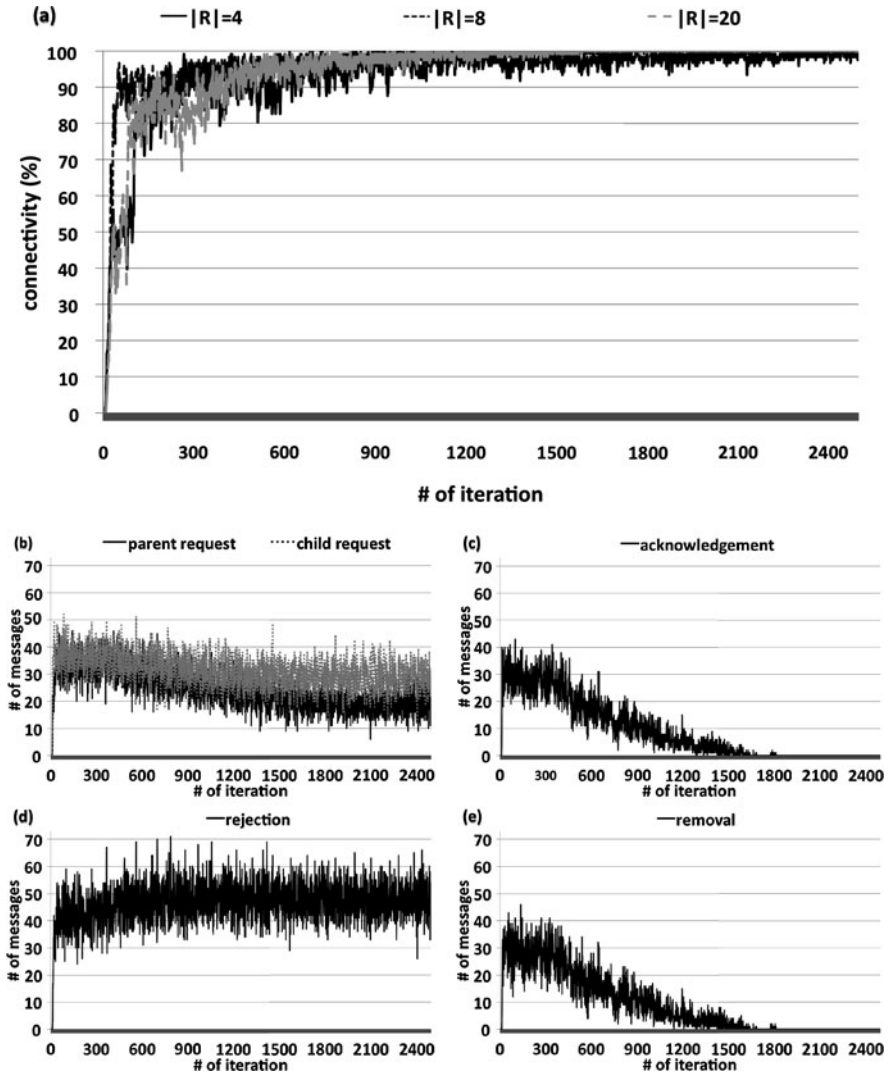 (a) |R|=4 |R|=8 |R|=20
100
90
80
70
60
50
40
30
20
10
0
connectivity (%)
0 300 600 900 1200 1500 1800 2100 2400
# of iteration
(b) parent request child request
70
60
50
40
30
20
10
0
# of messages
0 300 600 900 1200 1500 1800 2100 2400
# of iteration
(c) acknowledgement
70
60
50
40
30
20
10
0
# of messages
0 300 600 900 1200 1500 1800 2100 2400
# of iteration
(d) rejection
70
60
50
40
30
20
10
0
# of messages
0 300 600 900 1200 1500 1800 2100 2400
# of iteration
(e) removal
70
60
50
40
30
20
10
0
# of messages
0 300 600 900 1200 1500 1800 2100 2400
# of iteration